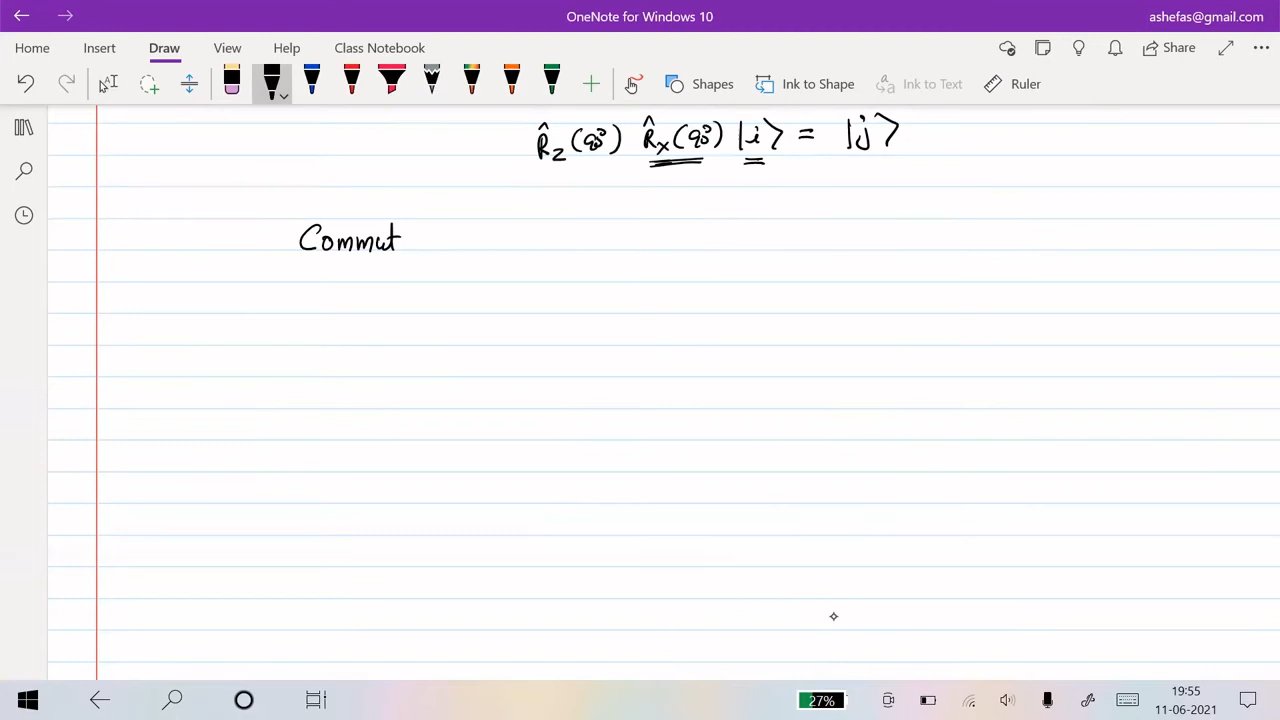 OneNote for Windows 10
ashefas@gmail.com
Home Insert Draw View Help Class Notebook Share
Shapes Ink to Shape Ink to Text Ruler
R̂z(90°) R̂x(90°) |i⟩ = |j⟩
Commut
27%
19:55
11-06-2021